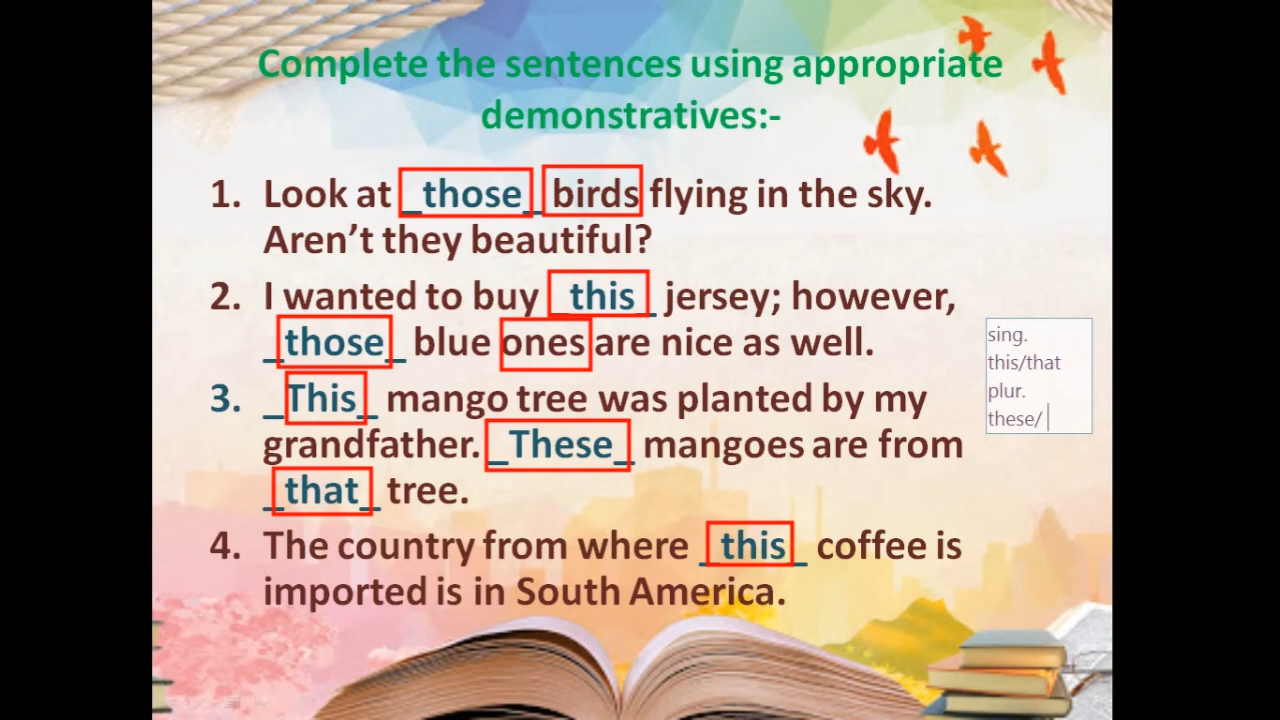 Complete the sentences using appropriate
demonstratives:-
1. Look at _those_ birds flying in the sky.
Aren’t they beautiful?
2. I wanted to buy _this_ jersey; however,
_those_ blue ones are nice as well.
3. _This_ mango tree was planted by my
grandfather. _These_ mangoes are from
_that_ tree.
4. The country from where _this_ coffee is
imported is in South America.
sing.
this/that
plur.
these/